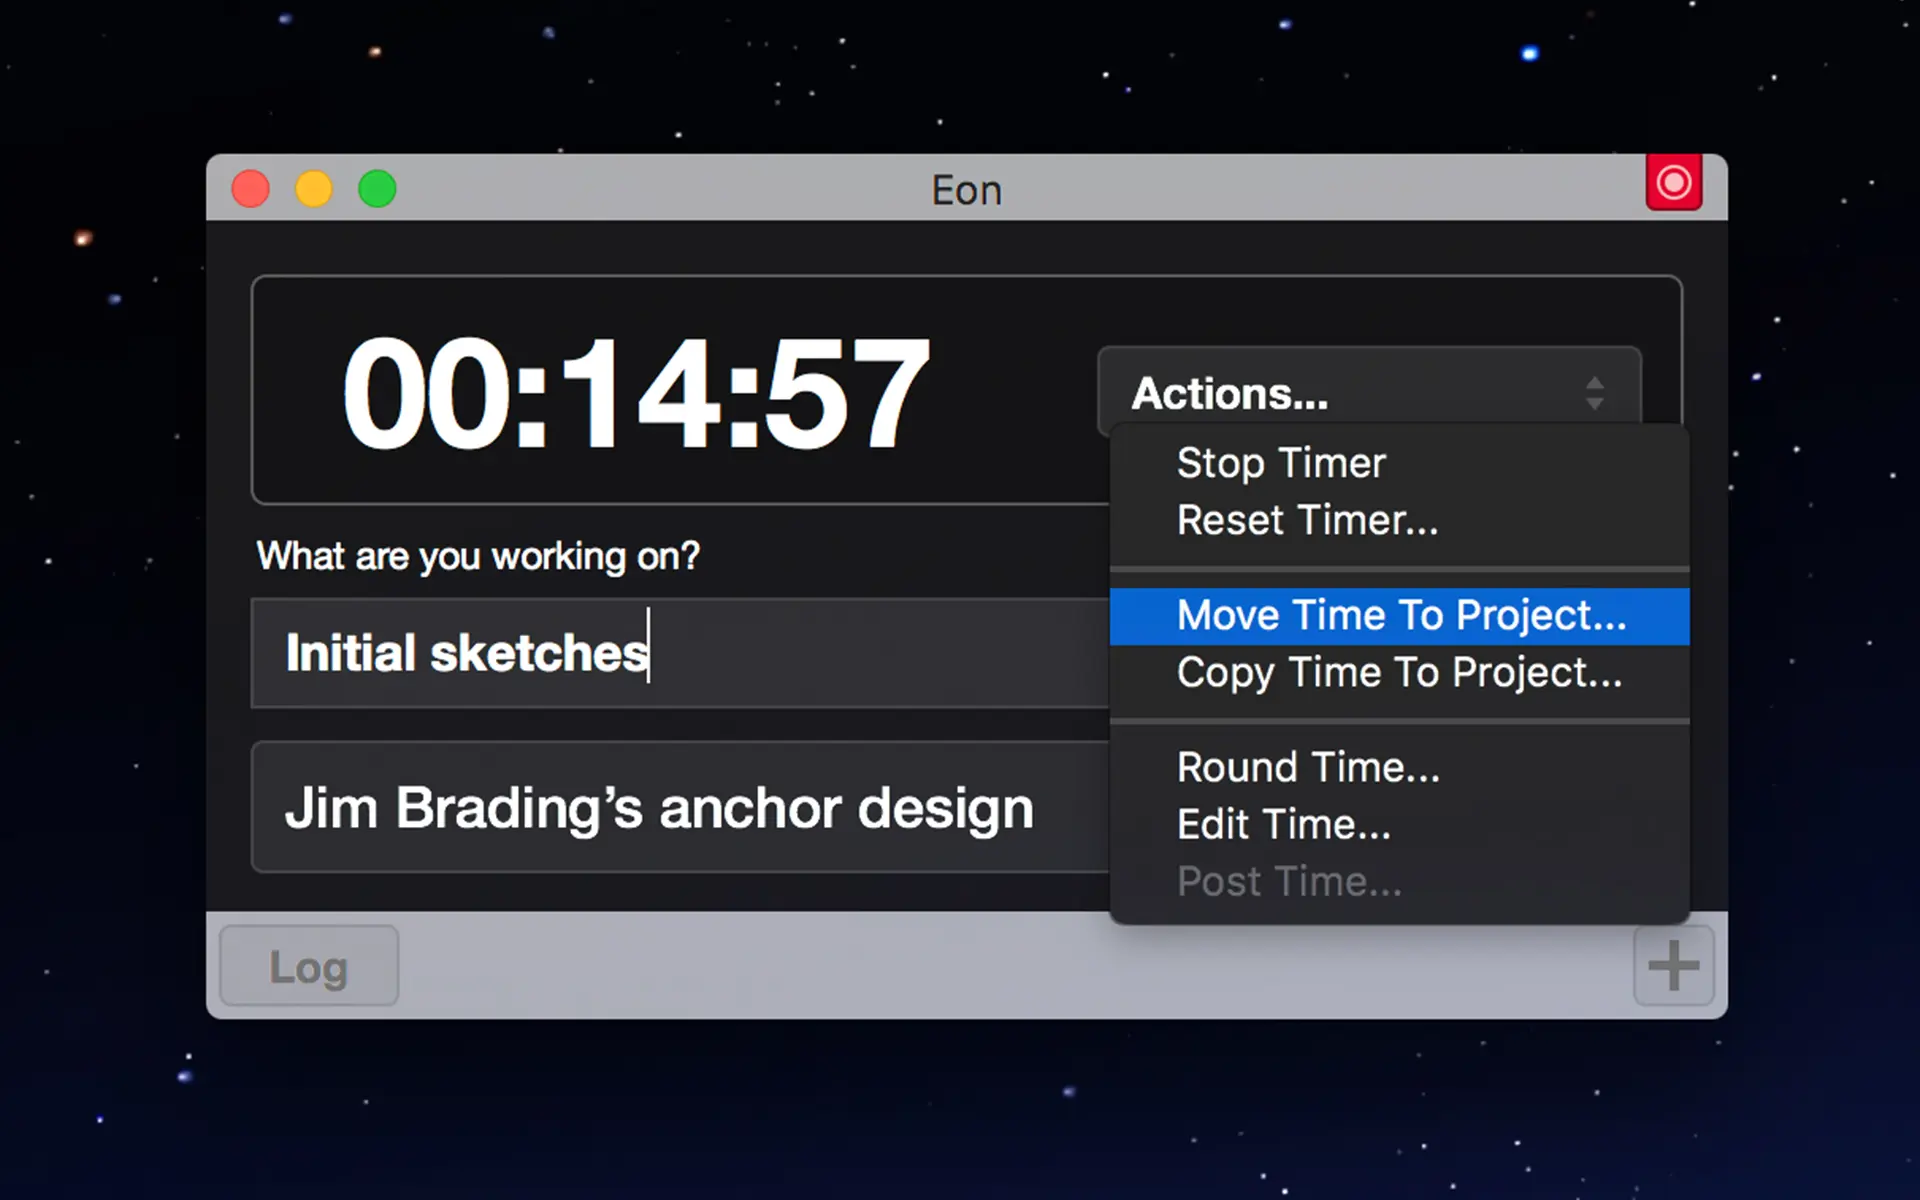 Eon
00:14:57
Actions...
Stop Timer
Reset Timer...
What are you working on?
Move Time To Project...
Initial sketches
Copy Time To Project...
Round Time...
Jim Brading’s anchor design
Edit Time...
Post Time...
Log